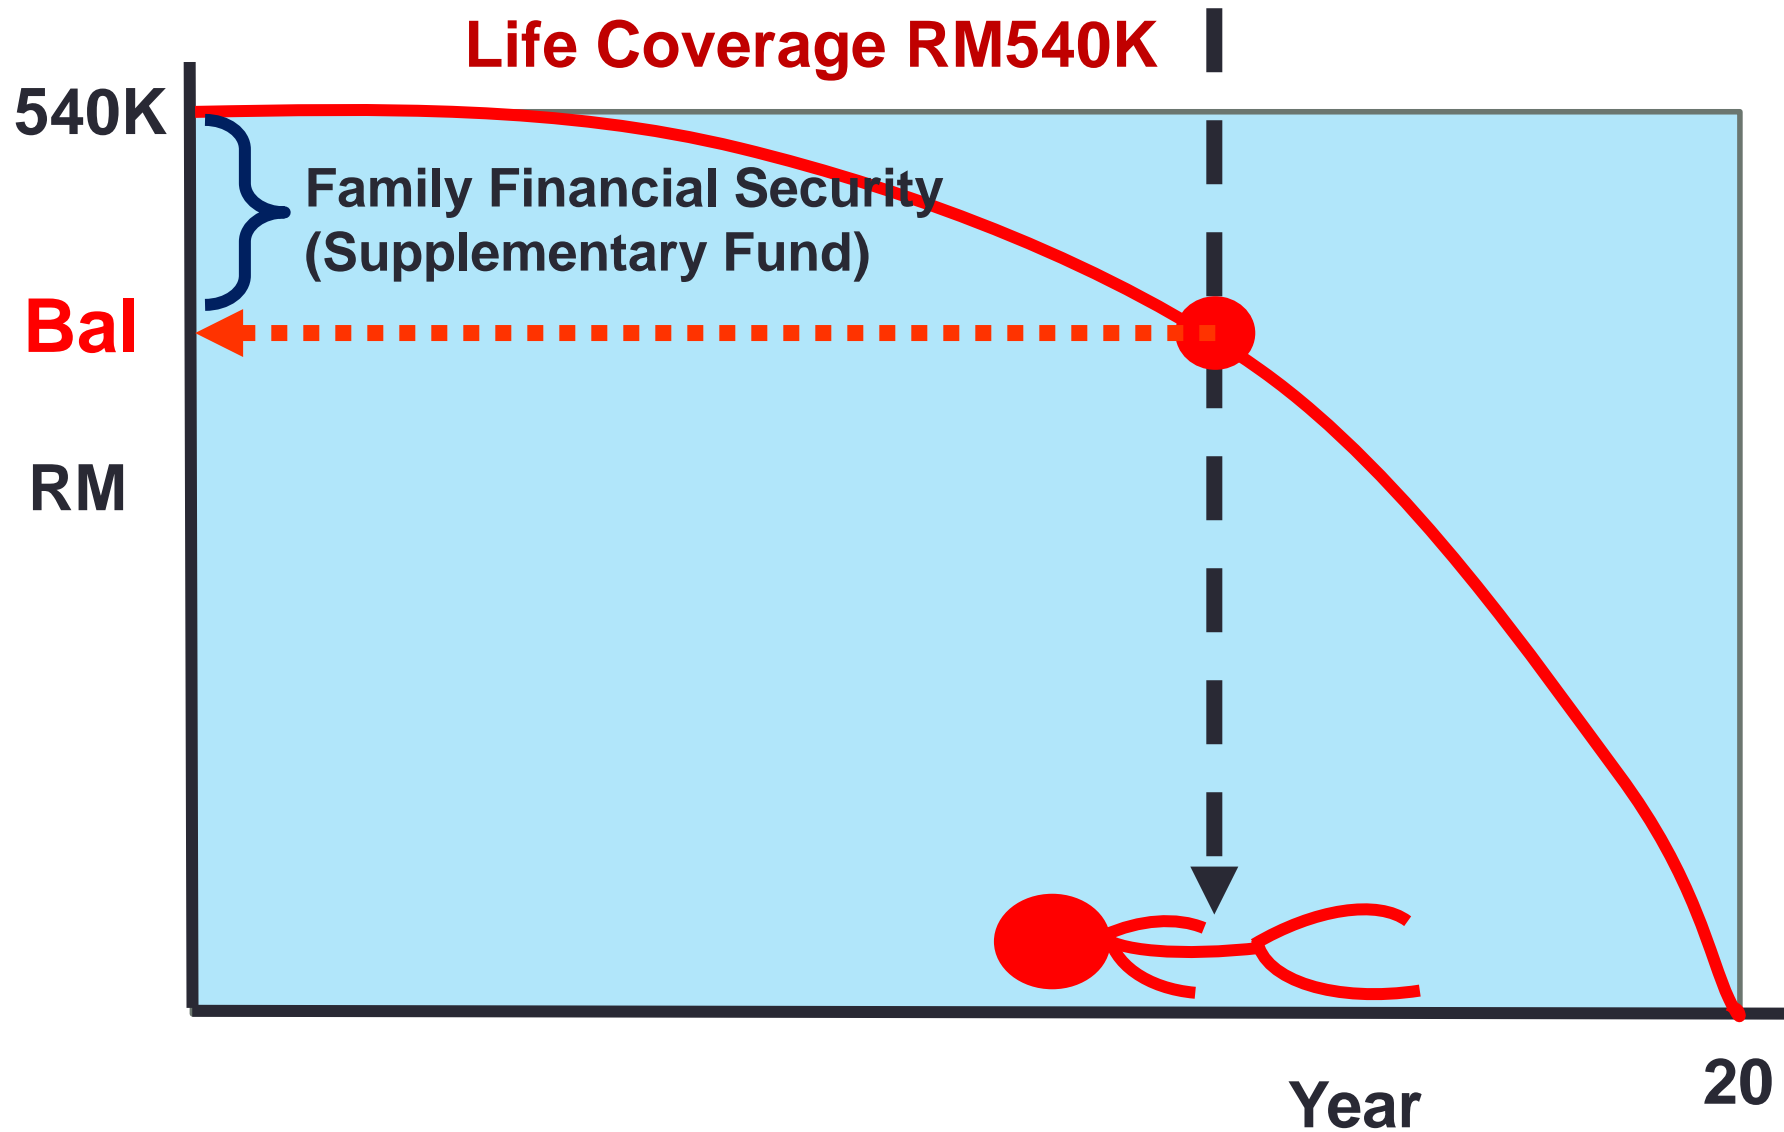 Life Coverage RM540K
540K
Family Financial Security
(Supplementary Fund)
Bal
RM
20
Year